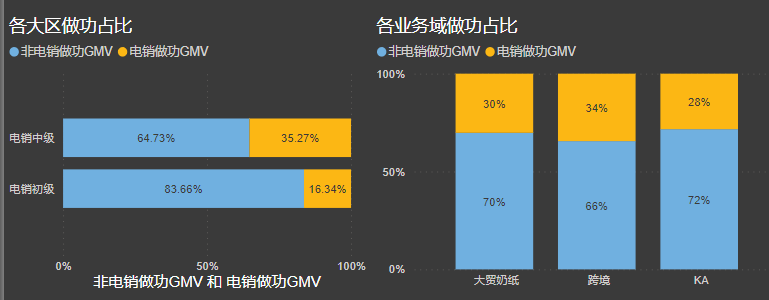 各大区做功占比
非电销做功GMV 电销做功GMV
电销中级 64.73% 35.27%
电销初级 83.66% 16.34%
0% 50% 100%
非电销做功GMV 和 电销做功GMV
各业务域做功占比
非电销做功GMV 电销做功GMV
100%
30% 34% 28%
50%
70% 66% 72%
0%
大贸奶纸 跨境 KA